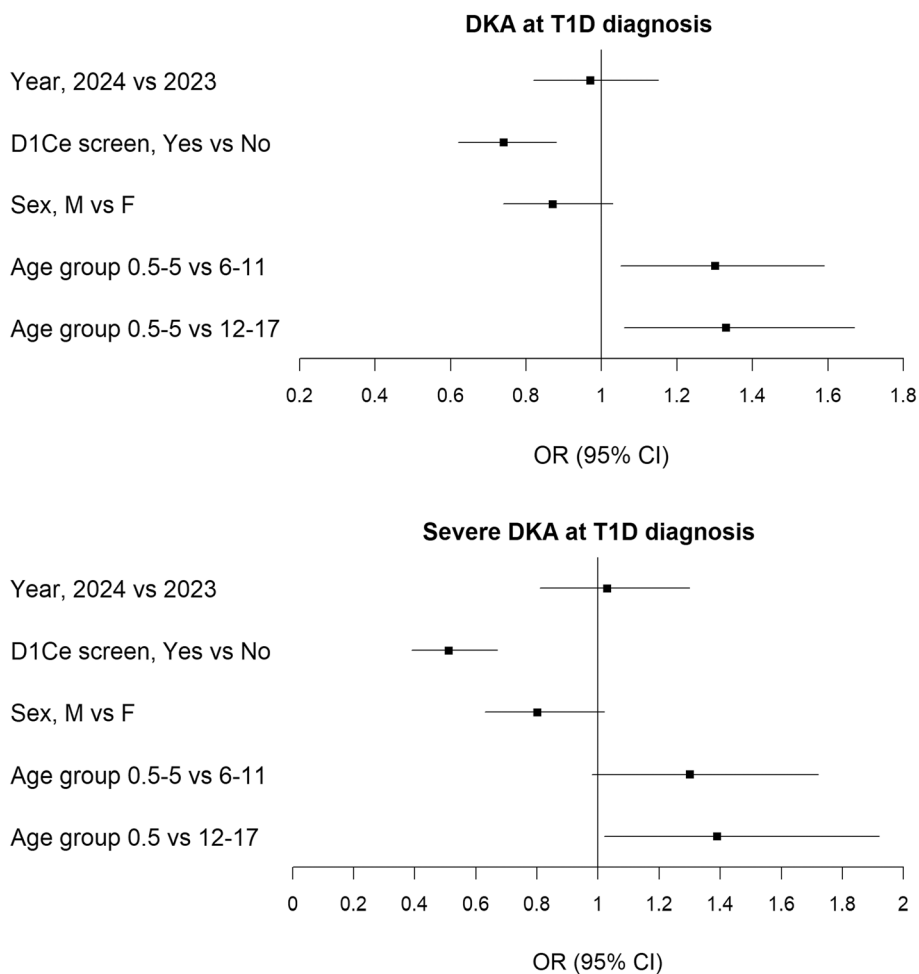 DKA at T1D diagnosis
Year, 2024 vs 2023
D1Ce screen, Yes vs No
Sex, M vs F
Age group 0.5-5 vs 6-11
Age group 0.5-5 vs 12-17
0.2 0.4 0.6 0.8 1 1.2 1.4 1.6 1.8
OR (95% CI)
Severe DKA at T1D diagnosis
Year, 2024 vs 2023
D1Ce screen, Yes vs No
Sex, M vs F
Age group 0.5-5 vs 6-11
Age group 0.5 vs 12-17
0 0.2 0.4 0.6 0.8 1 1.2 1.4 1.6 1.8 2
OR (95% CI)